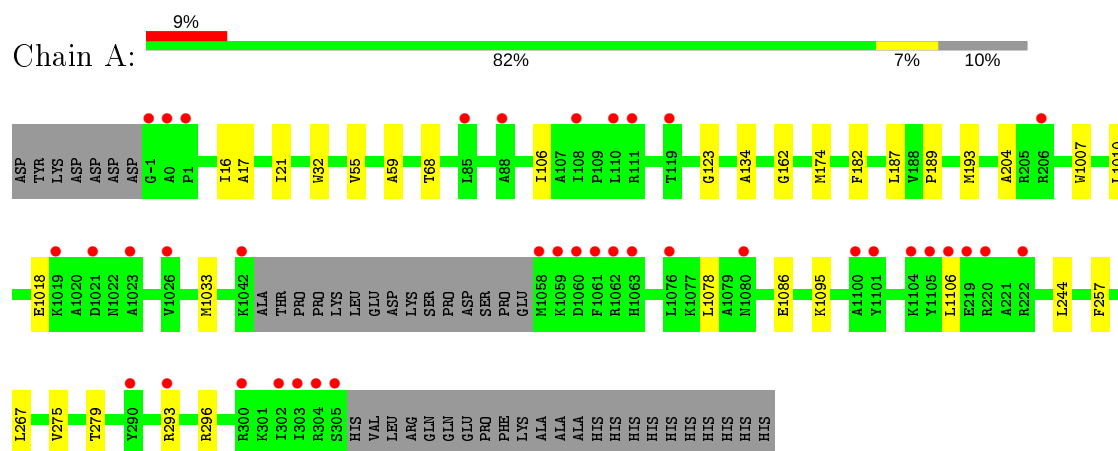 9%
Chain A:
82% 7% 10%
ASP TYR LYS ASP ASP ASP ASP G-1 A0 P1 I16 A17 I21 W32 V55 A59 T68 L85 A88 I106 A107 I108 P109 L110 R111 T119 G123 A134 G162 M174 F182 L187 V188 P189 M193 A204 R205 R206 W1007 L1010
E1018 K1019 A1020 D1021 N1022 A1023 V1026 M1033 K1042 ALA THR PRO PRO LYS LEU GLU ASP LYS SER PRO ASP SER PRO GLU M1058 K1059 D1060 F1061 R1062 H1063 L1076 K1077 L1078 A1079 N1080 E1086 K1095 A1100 Y1101 K1104 Y1105 L1106 E219 R220 A221 R222 L244 F257
L267 V275 T279 Y290 R293 R296 R300 K301 I302 I303 R304 S305 HIS VAL LEU ARG GLN GLN GLU PRO PHE LYS ALA ALA ALA HIS HIS HIS HIS HIS HIS HIS HIS HIS HIS